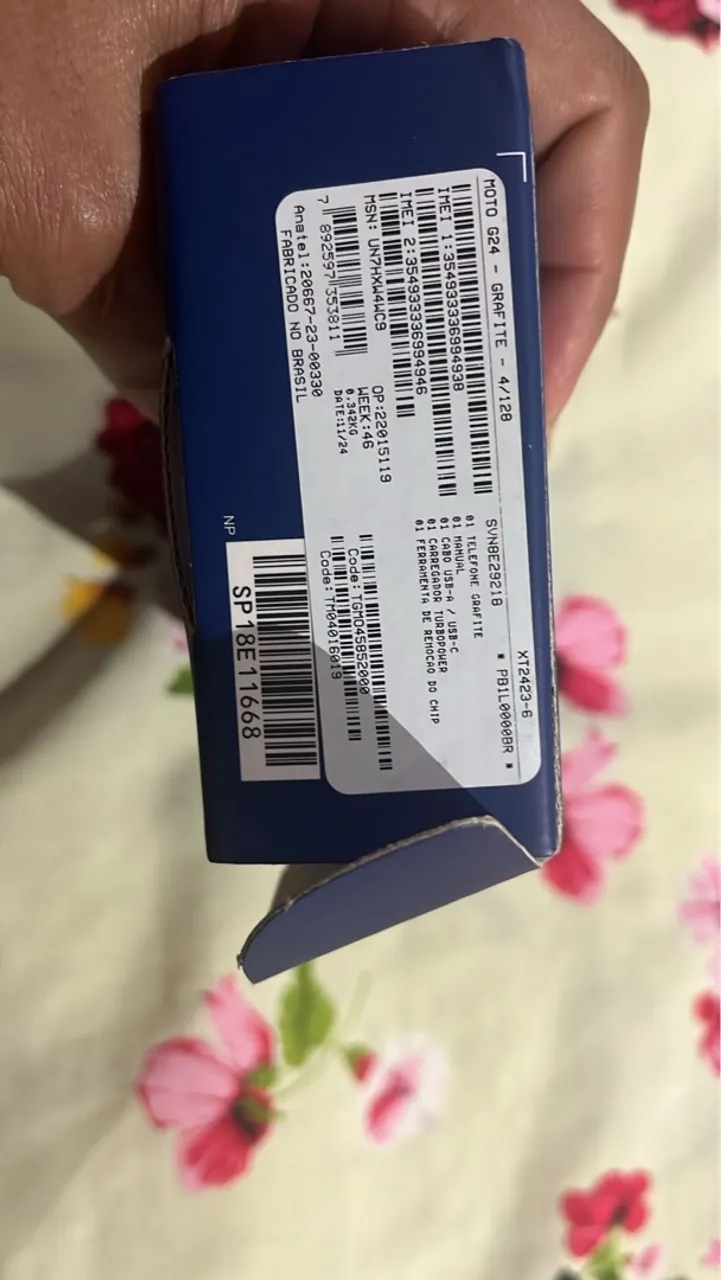 MOTO G24 - GRAFITE - 4/128
XT2423-6
IMEI 1:354933336994938
SVN8E29218
■ PB1L0000BR ■
IMEI 2:354933336994946
01 TELEFONE GRAFITE
01 MANUAL
01 CABO USB-A / USB-C
01 CARREGADOR TURBOPOWER
01 FERRAMENTA DE REMOCAO DO CHIP
MSN: UN7HXW4WC9
OP:22015119
WEEK:46
0.342KG
DATE:11/24
7 892597 353811
Code: TGMO45852000
Code: TM04016019
Anatel:20667-23-00330
FABRICADO NO BRASIL
NP
SP18E11668